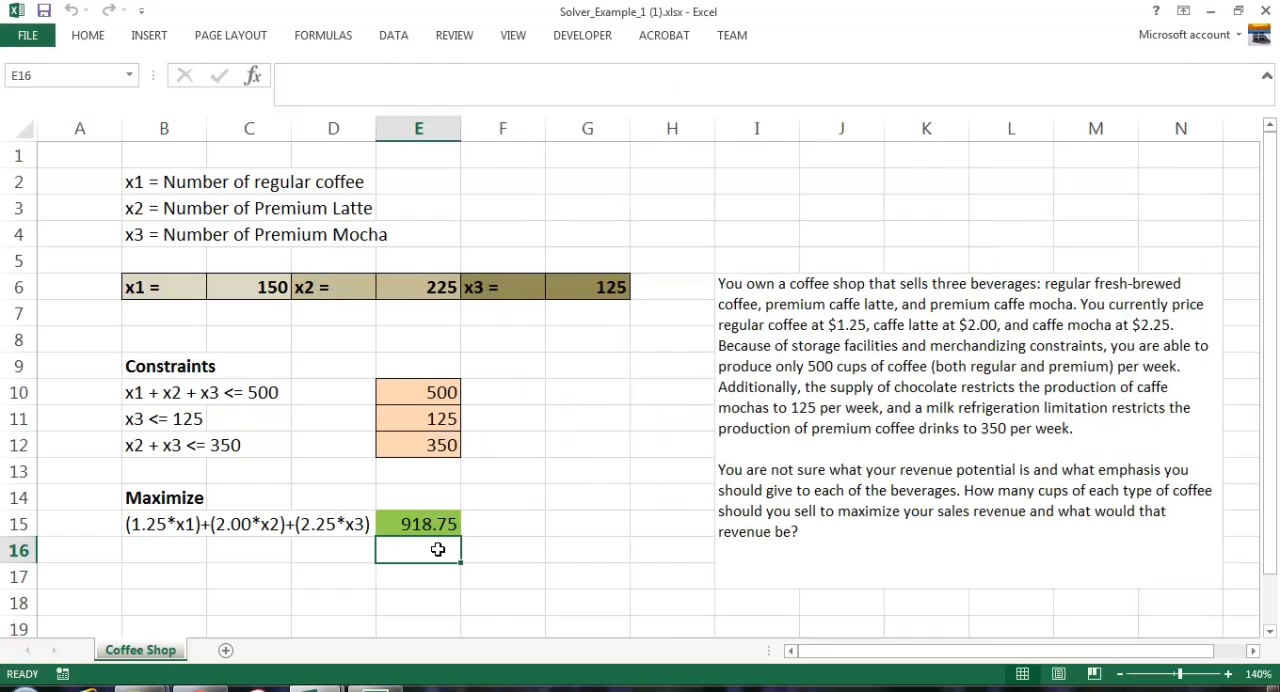 Solver_Example_1 (1).xlsx - Excel
?
FILE HOME INSERT PAGE LAYOUT FORMULAS DATA REVIEW VIEW DEVELOPER ACROBAT TEAM Microsoft account
E16 fx
A B C D E F G H I J K L M N
1
2 x1 = Number of regular coffee
3 x2 = Number of Premium Latte
4 x3 = Number of Premium Mocha
5
6 x1 = 150 x2 = 225 x3 = 125
7
8
9 Constraints
10 x1 + x2 + x3 <= 500 500
11 x3 <= 125 125
12 x2 + x3 <= 350 350
13
14 Maximize
15 (1.25*x1)+(2.00*x2)+(2.25*x3) 918.75
16
17
18
19
You own a coffee shop that sells three beverages: regular fresh-brewed
coffee, premium caffe latte, and premium caffe mocha. You currently price
regular coffee at $1.25, caffe latte at $2.00, and caffe mocha at $2.25.
Because of storage facilities and merchandizing constraints, you are able to
produce only 500 cups of coffee (both regular and premium) per week.
Additionally, the supply of chocolate restricts the production of caffe
mochas to 125 per week, and a milk refrigeration limitation restricts the
production of premium coffee drinks to 350 per week.
You are not sure what your revenue potential is and what emphasis you
should give to each of the beverages. How many cups of each type of coffee
should you sell to maximize your sales revenue and what would that
revenue be?
Coffee Shop
READY 140%